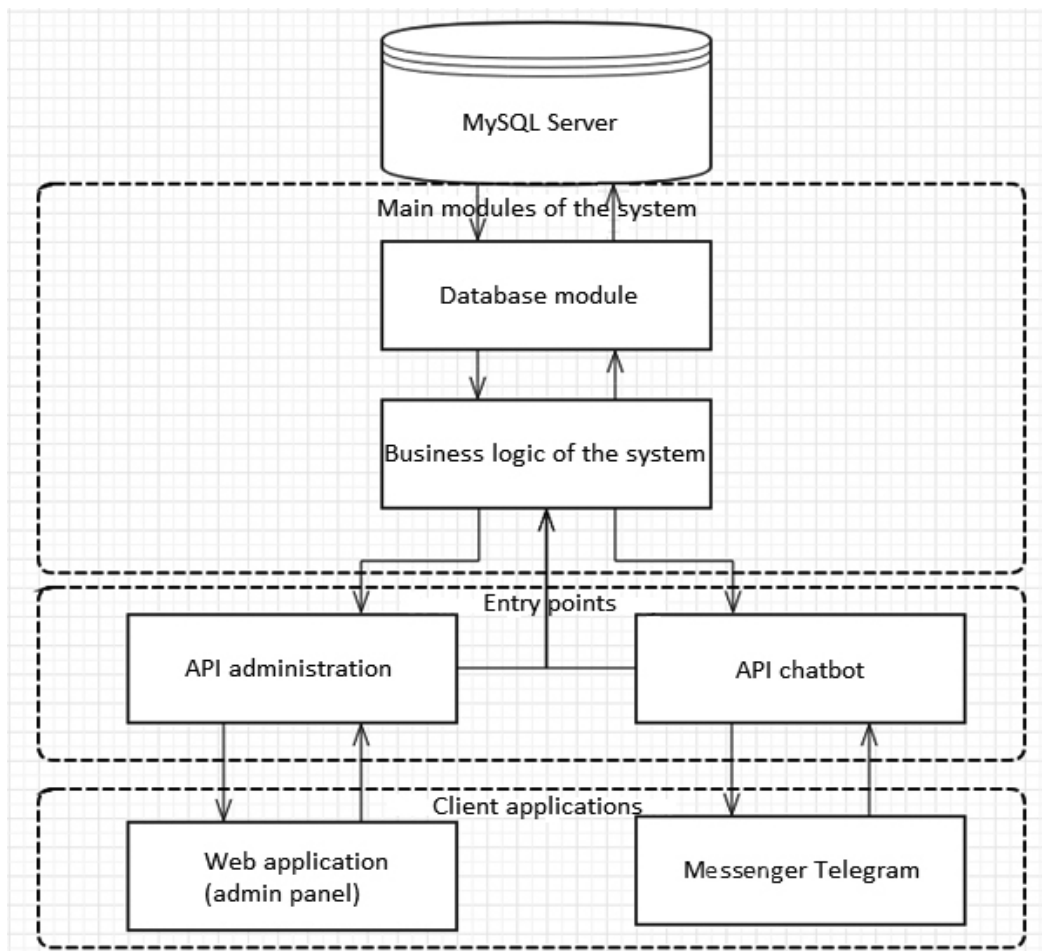 MySQL Server
Main modules of the system
Database module
Business logic of the system
Entry points
API administration
API chatbot
Client applications
Web application
(admin panel)
Messenger Telegram